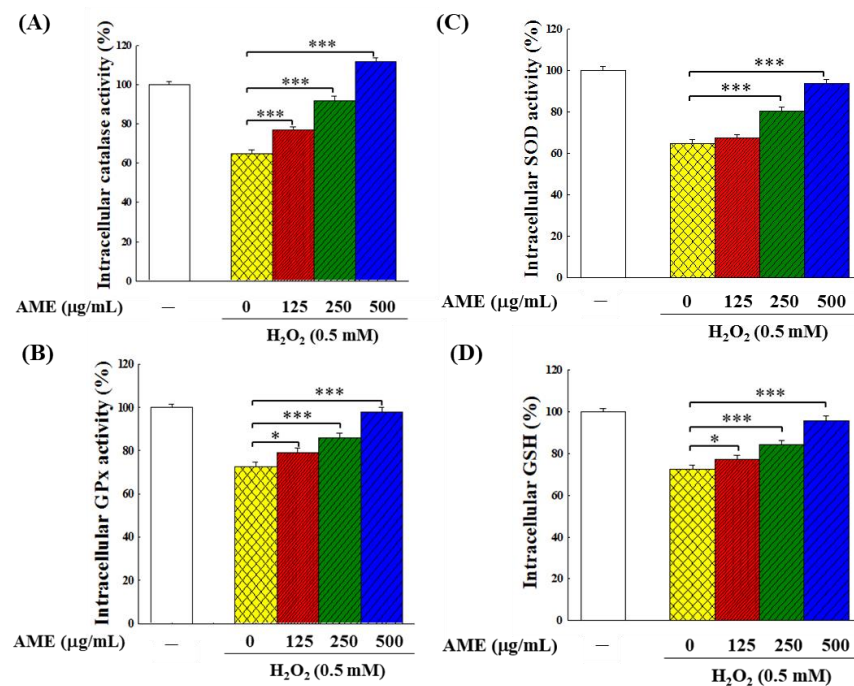 (A)
Intracellular catalase activity (%)
120
100
80
60
40
20
0
***
***
***
AME (μg/mL)
— 0 125 250 500
H₂O₂ (0.5 mM)
(C)
Intracellular SOD activity (%)
120
100
80
60
40
20
0
***
***
AME (μg/mL)
— 0 125 250 500
H₂O₂ (0.5 mM)
(B)
Intracellular GPx activity (%)
120
100
80
60
40
20
0
***
***
*
AME (μg/mL)
— 0 125 250 500
H₂O₂ (0.5 mM)
(D)
Intracellular GSH (%)
120
100
80
60
40
20
0
***
***
*
AME (μg/mL)
— 0 125 250 500
H₂O₂ (0.5 mM)